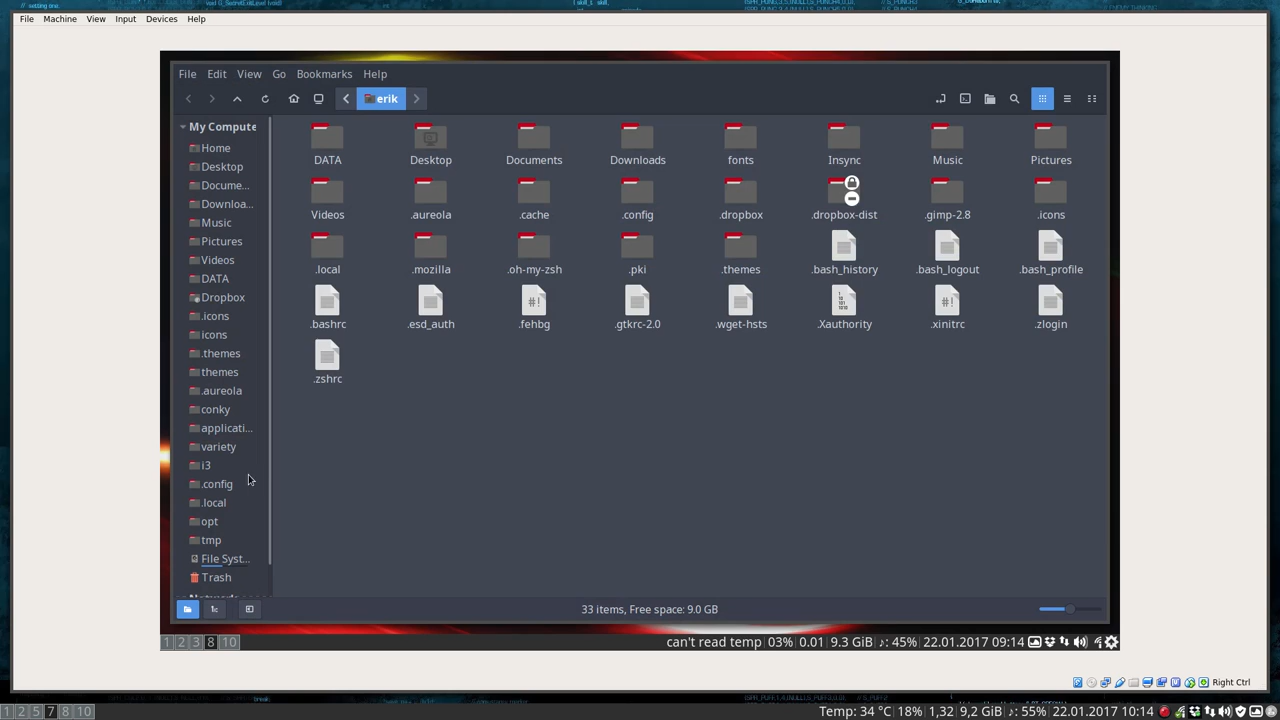 File Machine View Input Devices Help
File Edit View Go Bookmarks Help
erik
My Compute
Home
Desktop
Docume...
Downloa...
Music
Pictures
Videos
DATA
Dropbox
.icons
icons
.themes
themes
.aureola
conky
applicati...
variety
i3
.config
.local
opt
tmp
File Syst...
Trash
DATA Desktop Documents Downloads fonts Insync Music Pictures
Videos .aureola .cache .config .dropbox .dropbox-dist .gimp-2.8 .icons
.local .mozilla .oh-my-zsh .pki .themes .bash_history .bash_logout .bash_profile
.bashrc .esd_auth .fehbg .gtkrc-2.0 .wget-hsts .Xauthority .xinitrc .zlogin
.zshrc
33 items, Free space: 9.0 GB
1 2 3 8 10 can't read temp 03% 0.01 9.3 GiB ♪: 45% 22.01.2017 09:14
Right Ctrl
1 2 5 7 8 10 Temp: 34 °C 18% 1,32 9,2 GiB ♪: 55% 22.01.2017 10:14